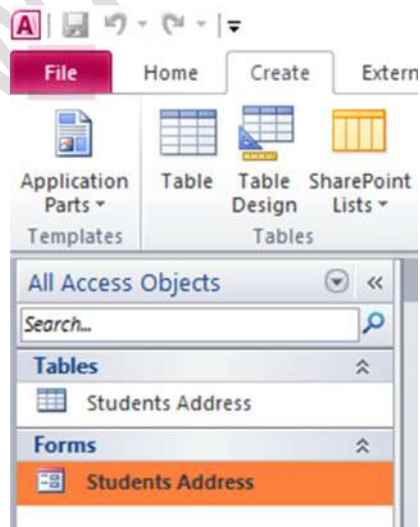 A
File Home Create Extern
Application Parts
Table
Table Design
SharePoint Lists
Templates
Tables
All Access Objects
Search...
Tables
Students Address
Forms
Students Address